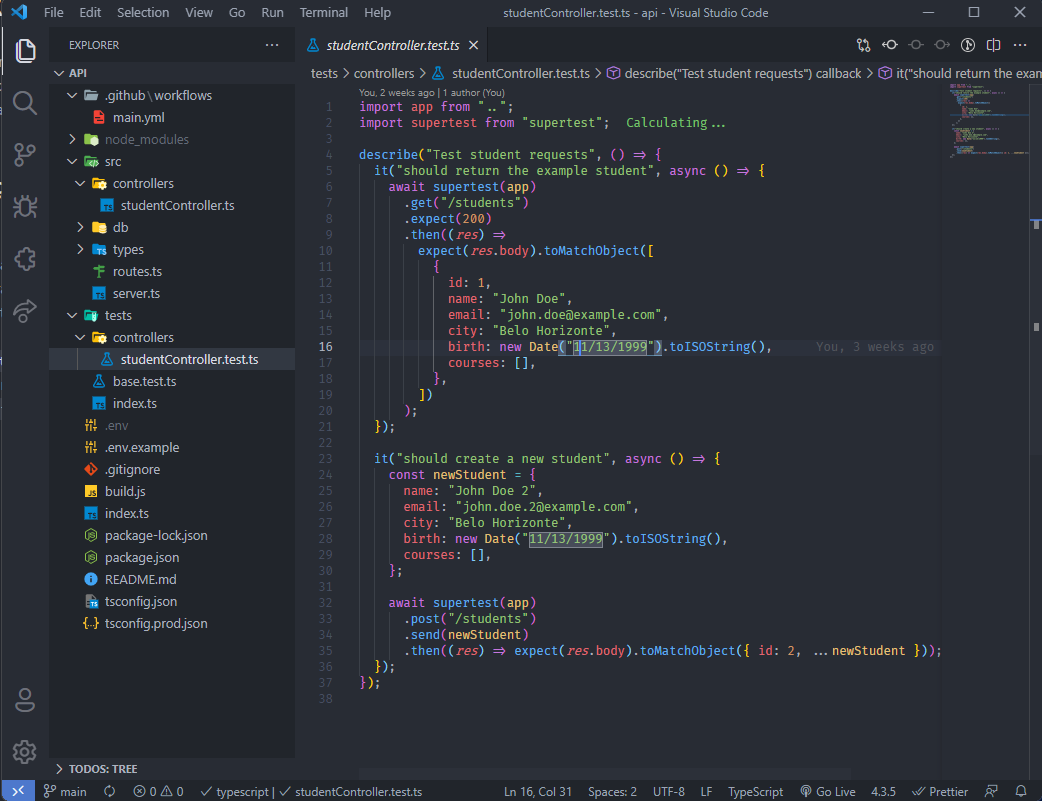 File Edit Selection View Go Run Terminal Help studentController.test.ts - api - Visual Studio Code
EXPLORER ...
API
.github\workflows
main.yml
node_modules
src
controllers
studentController.ts
db
types
routes.ts
server.ts
tests
controllers
studentController.test.ts
base.test.ts
index.ts
.env
.env.example
.gitignore
build.js
index.ts
package-lock.json
package.json
README.md
tsconfig.json
tsconfig.prod.json
TODOS: TREE
studentController.test.ts
tests > controllers > studentController.test.ts > describe("Test student requests") callback > it("should return the exam
You, 2 weeks ago | 1 author (You)
1 import app from "..";
2 import supertest from "supertest"; Calculating...
3
4 describe("Test student requests", () => {
5 it("should return the example student", async () => {
6 await supertest(app)
7 .get("/students")
8 .expect(200)
9 .then((res) =>
10 expect(res.body).toMatchObject([
11 {
12 id: 1,
13 name: "John Doe",
14 email: "john.doe@example.com",
15 city: "Belo Horizonte",
16 birth: new Date("11/13/1999").toISOString(), You, 3 weeks ago
17 courses: [],
18 },
19 ])
20 );
21 });
22
23 it("should create a new student", async () => {
24 const newStudent = {
25 name: "John Doe 2",
26 email: "john.doe.2@example.com",
27 city: "Belo Horizonte",
28 birth: new Date("11/13/1999").toISOString(),
29 courses: [],
30 };
31
32 await supertest(app)
33 .post("/students")
34 .send(newStudent)
35 .then((res) => expect(res.body).toMatchObject({ id: 2, ...newStudent }));
36 });
37 });
38
main 0 0 typescript | studentController.test.ts Ln 16, Col 31 Spaces: 2 UTF-8 LF TypeScript Go Live 4.3.5 Prettier